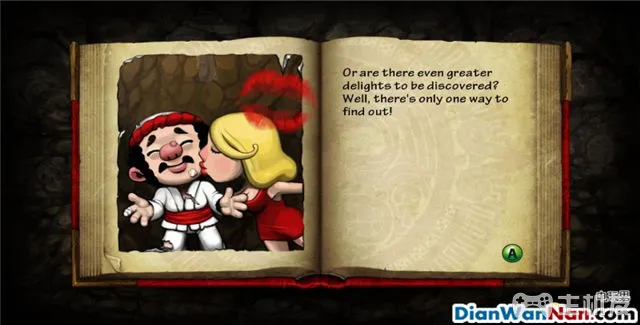 Or are there even greater
delights to be discovered?
Well, there's only one way to
find out!
A
DianWanNan.com